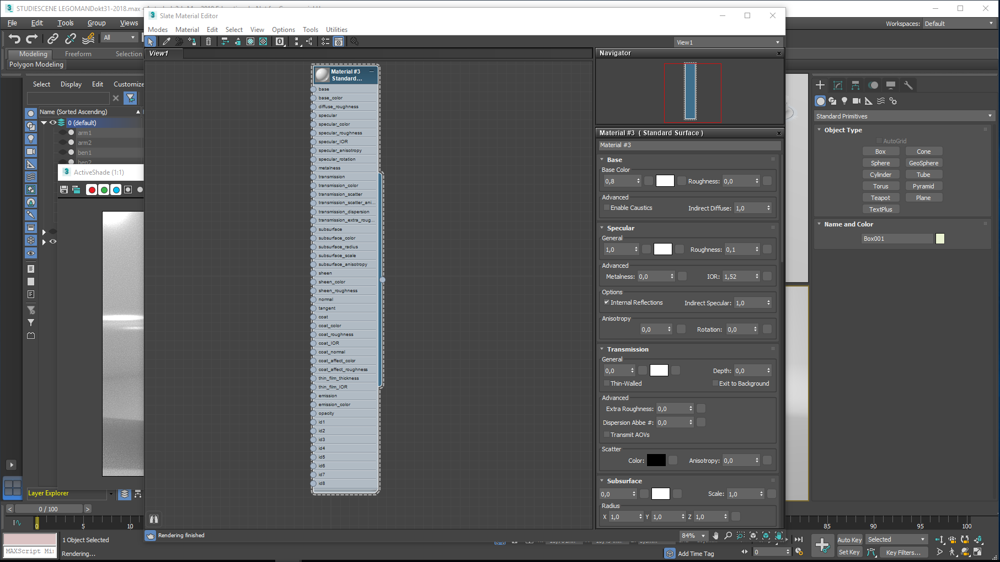 STUDIESCENE LEGOMANDokt31-2018.max -
File Edit Tools Group Views
Workspaces: Default
All
Modeling Freeform Selection
Polygon Modeling
Select Display Edit Customize
Name (Sorted Ascending)
0 (default)
arm1
arm2
ben1
ben2
ActiveShade (1:1)
Layer Explorer
0 / 100
0 5 10
1 Object Selected
MAXScript Mi
Rendering...
Slate Material Editor
Modes Material Edit Select View Options Tools Utilities
View1
View1
Material #3
Standard...
base
base_color
diffuse_roughness
specular
specular_color
specular_roughness
specular_IOR
specular_anisotropy
specular_rotation
metalness
transmission
transmission_color
transmission_scatter
transmission_scatter_ani...
transmission_dispersion
transmission_extra_roug...
subsurface
subsurface_color
subsurface_radius
subsurface_scale
subsurface_anisotropy
sheen
sheen_color
sheen_roughness
normal
tangent
coat
coat_color
coat_roughness
coat_IOR
coat_normal
coat_affect_color
coat_affect_roughness
thin_film_thickness
thin_film_IOR
emission
emission_color
opacity
id1
id2
id3
id4
id5
id6
id7
id8
Rendering finished
84%
Navigator
Material #3 ( Standard Surface )
Material #3
Base
Base Color
0,8 Roughness: 0,0
Advanced
Enable Caustics Indirect Diffuse: 1,0
Specular
General
1,0 Roughness: 0,1
Advanced
Metalness: 0,0 IOR: 1,52
Options
Internal Reflections Indirect Specular: 1,0
Anisotropy
0,0 Rotation: 0,0
Transmission
General
0,0 Depth: 0,0
Thin-Walled Exit to Background
Advanced
Extra Roughness: 0,0
Dispersion Abbe #: 0,0
Transmit AOVs
Scatter
Color: Anisotropy: 0,0
Subsurface
0,0 Scale: 1,0
Radius
X 1,0 Y 1,0 Z 1,0
Standard Primitives
Object Type
AutoGrid
Box Cone
Sphere GeoSphere
Cylinder Tube
Torus Pyramid
Teapot Plane
TextPlus
Name and Color
Box001
85 90 95 100
Auto Key Selected
Set Key Key Filters...
Add Time Tag
0